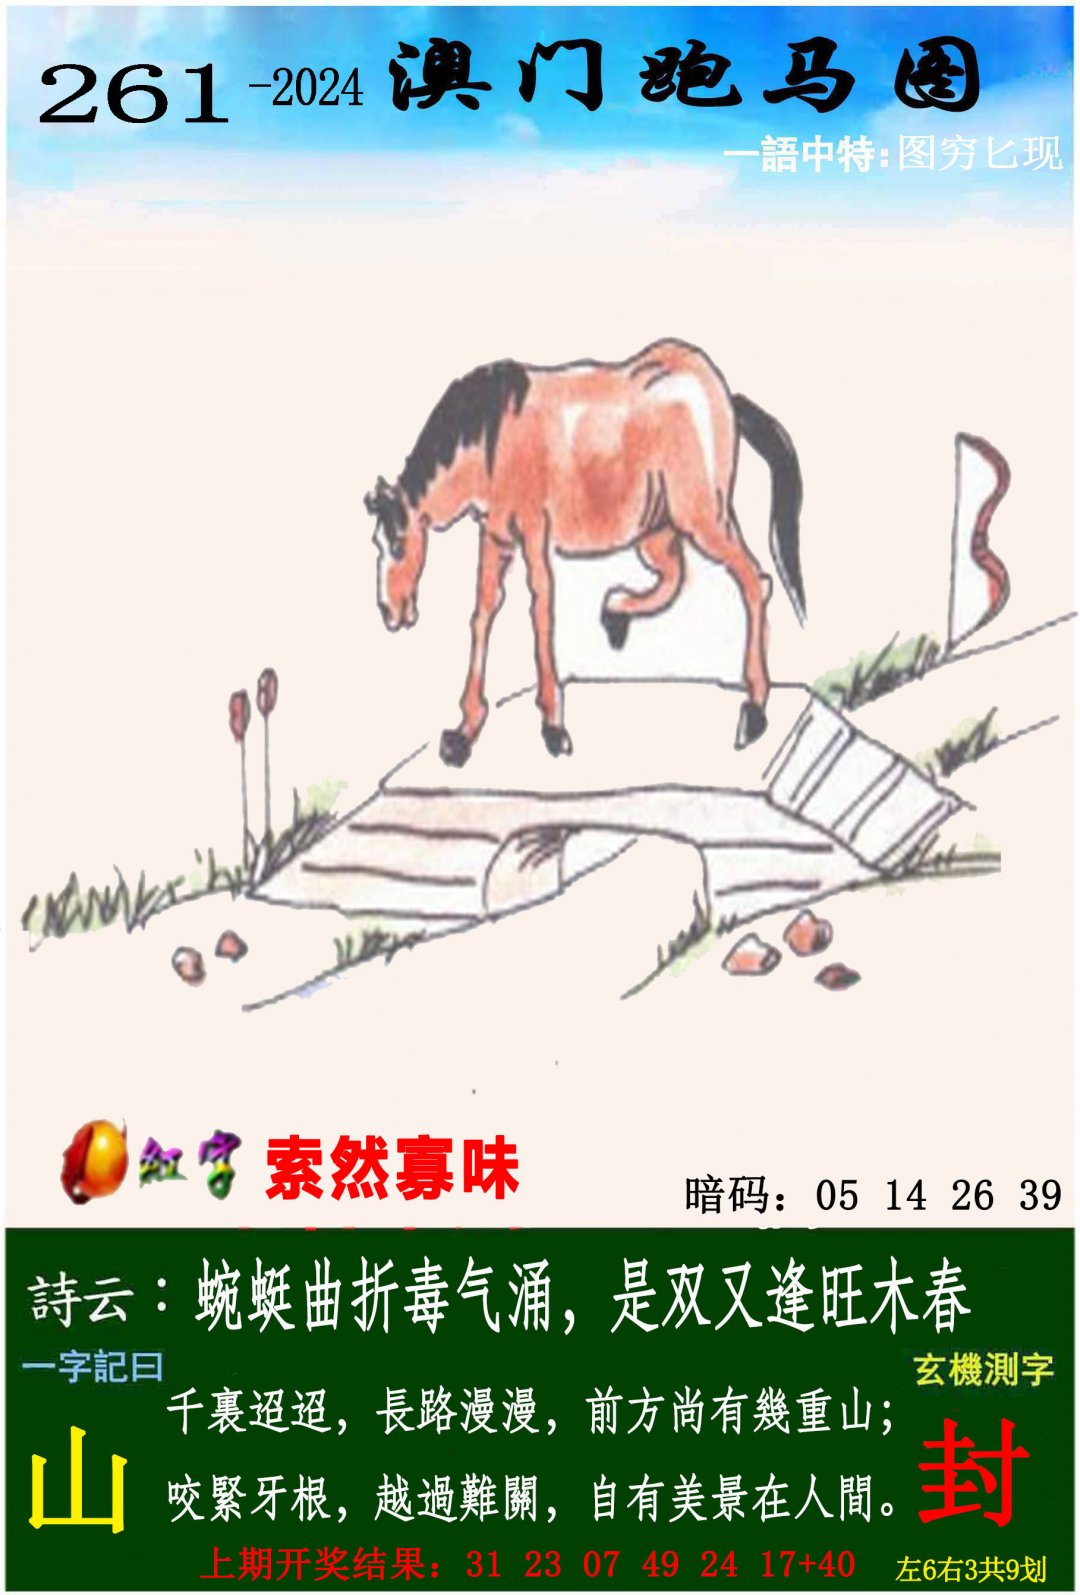 261-2024 澳门跑马图
一語中特:图穷匕现
红字 索然寡味
暗码：05 14 26 39
詩云：蜿蜒曲折毒气涌，是双又逢旺木春
一字記曰
玄機測字
山
千裏迢迢，長路漫漫，前方尚有幾重山；
咬緊牙根，越過難關，自有美景在人間。
封
上期开奖结果：31 23 07 49 24 17+40
左6右3共9划